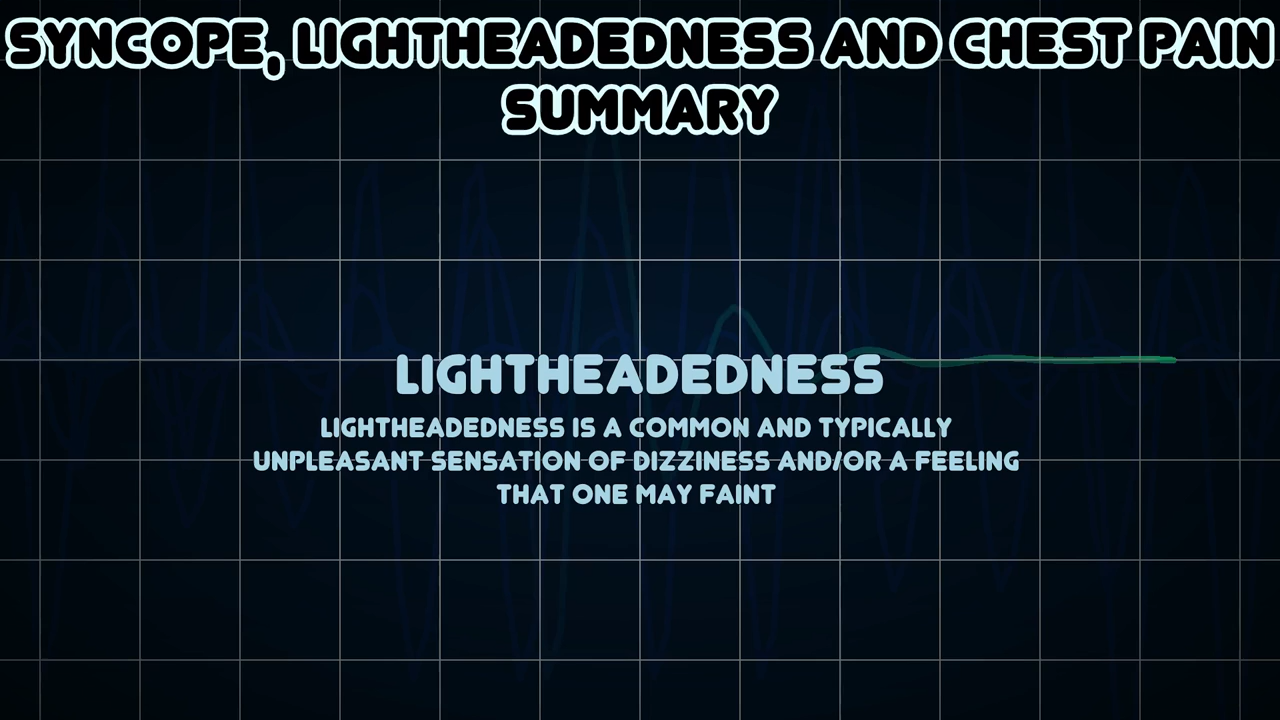 SYNCOPE, LIGHTHEADEDNESS AND CHEST PAIN
SUMMARY
LIGHTHEADEDNESS
LIGHTHEADEDNESS IS A COMMON AND TYPICALLY
UNPLEASANT SENSATION OF DIZZINESS AND/OR A FEELING
THAT ONE MAY FAINT